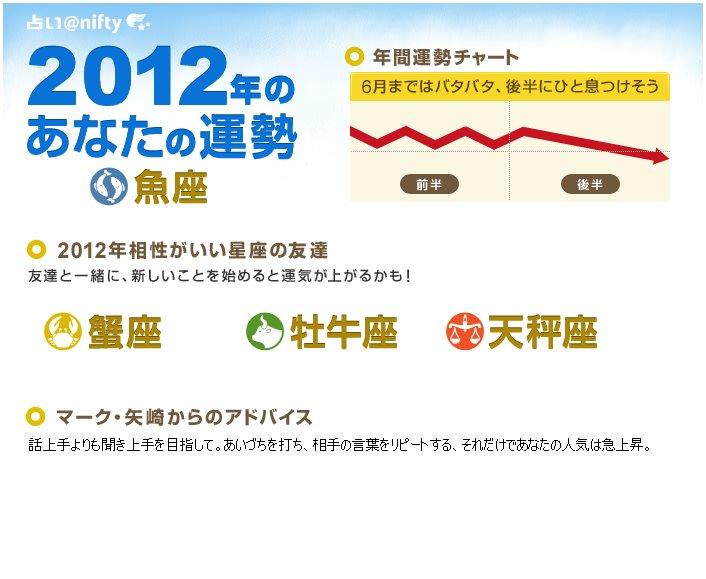 占い@nifty
2012年の
あなたの運勢
魚座
年間運勢チャート
6月まではバタバタ、後半にひと息つけそう
前半
後半
2012年相性がいい星座の友達
友達と一緒に、新しいことを始めると運気が上がるかも!
蟹座
牡牛座
天秤座
マーク・矢崎からのアドバイス
話上手よりも聞き上手を目指して。あいづちを打ち、相手の言葉をリピートする、それだけであなたの人気は急上昇。